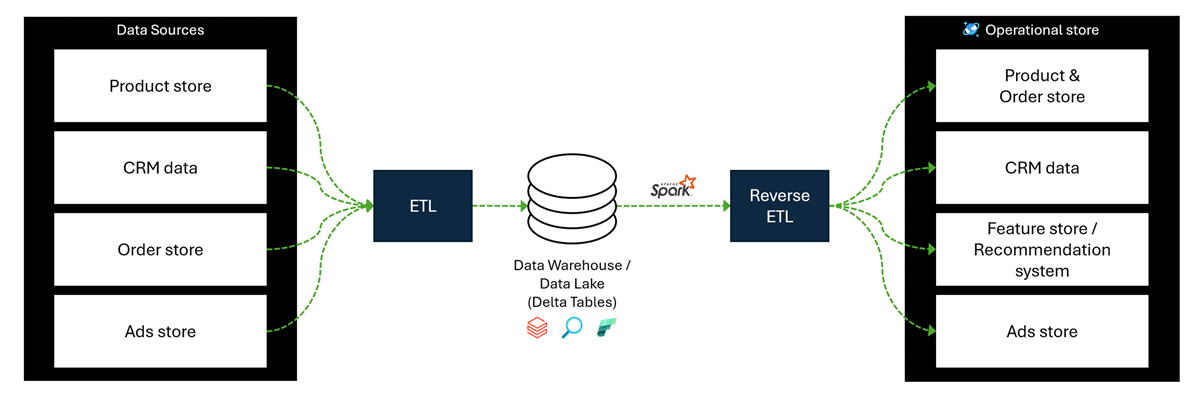 Data Sources
Product store
CRM data
Order store
Ads store
ETL
Data Warehouse /
Data Lake
(Delta Tables)
APACHE
Spark
Reverse
ETL
Operational store
Product &
Order store
CRM data
Feature store /
Recommendation
system
Ads store